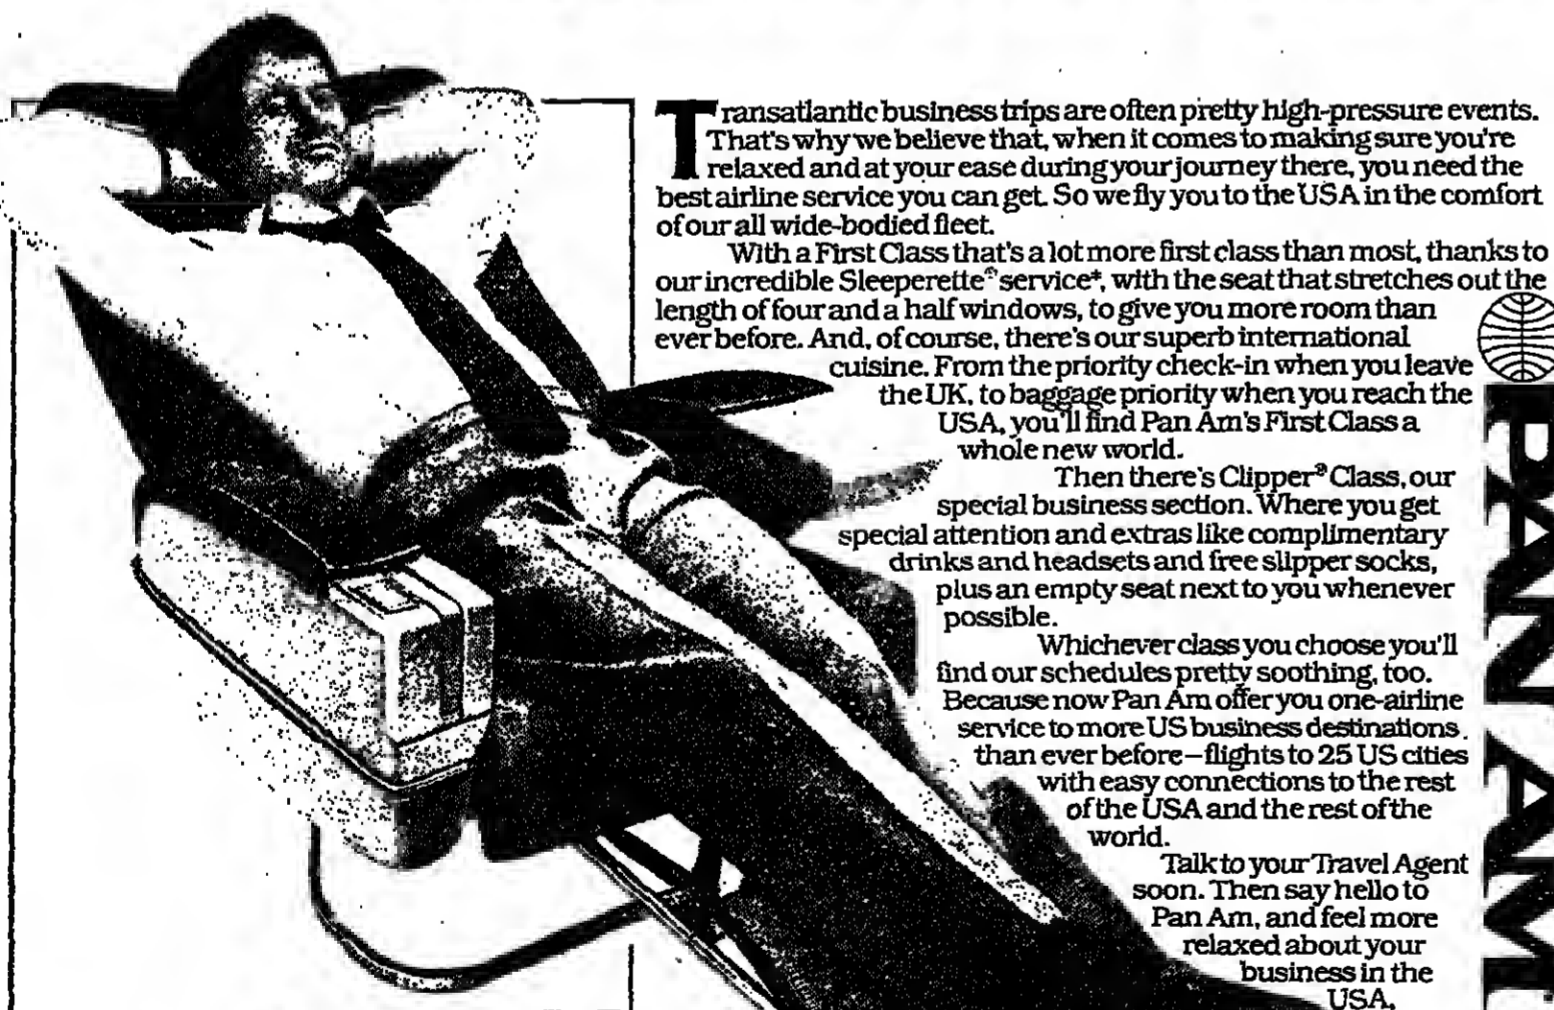 Transatlantic business trips are often pretty high-pressure events.
That's why we believe that, when it comes to making sure you're
relaxed and at your ease during your journey there, you need the
best airline service you can get. So we fly you to the USA in the comfort
of our all wide-bodied fleet.
With a First Class that's a lot more first class than most, thanks to
our incredible Sleeperette® service*, with the seat that stretches out the
length of four and a half windows, to give you more room than
ever before. And, of course, there's our superb international
cuisine. From the priority check-in when you leave
the UK, to baggage priority when you reach the
USA, you'll find Pan Am's First Class a
whole new world.
Then there's Clipper® Class, our
special business section. Where you get
special attention and extras like complimentary
drinks and headsets and free slipper socks,
plus an empty seat next to you whenever
possible.
Whichever class you choose you'll
find our schedules pretty soothing, too.
Because now Pan Am offer you one-airline
service to more US business destinations
than ever before—flights to 25 US cities
with easy connections to the rest
of the USA and the rest of the
world.
Talk to your Travel Agent
soon. Then say hello to
Pan Am, and feel more
relaxed about your
business in the
USA.
PAN AM